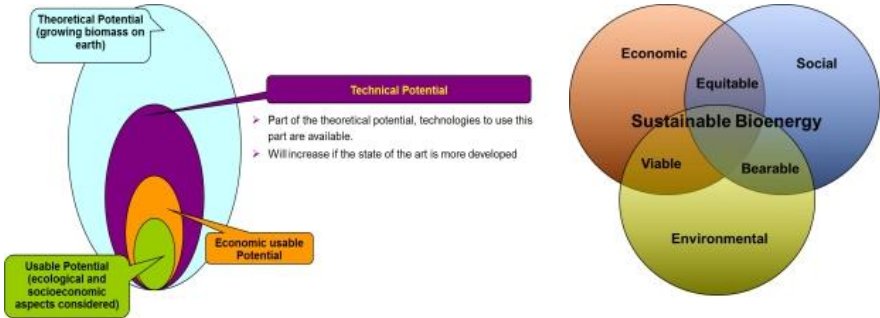 Theoretical Potential
(growing biomass on
earth)
Technical Potential
Part of the theoretical potential, technologies to use this
part are available.
Will increase if the state of the art is more developed
Economic usable
Potential
Usable Potential
(ecological and
socioeconomic
aspects considered)
Economic
Social
Equitable
Sustainable Bioenergy
Viable
Bearable
Environmental